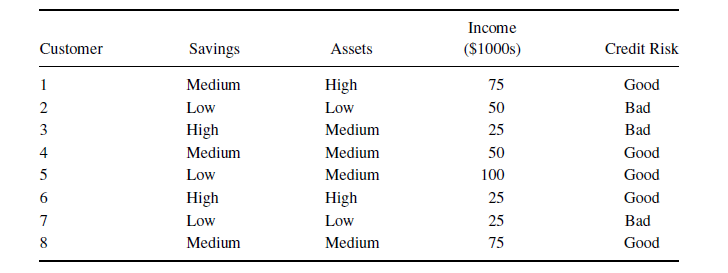 Income
Customer Savings Assets ($1000s) Credit Risk
1 Medium High 75 Good
2 Low Low 50 Bad
3 High Medium 25 Bad
4 Medium Medium 50 Good
5 Low Medium 100 Good
6 High High 25 Good
7 Low Low 25 Bad
8 Medium Medium 75 Good